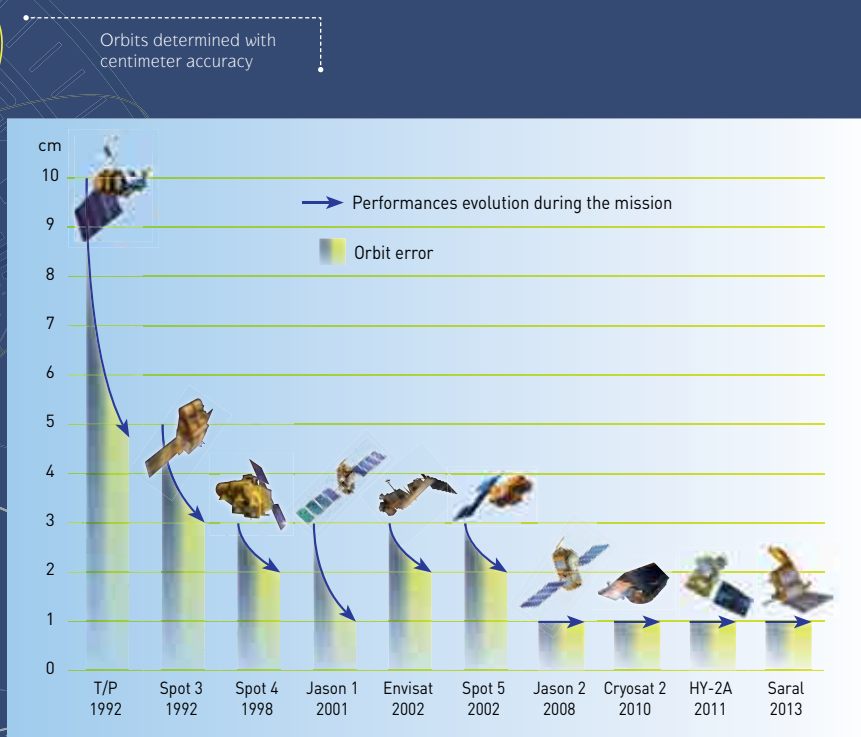 Orbits determined with
centimeter accuracy
cm
10
9
8
7
6
5
4
3
2
1
0
Performances evolution during the mission
Orbit error
T/P
1992
Spot 3
1992
Spot 4
1998
Jason 1
2001
Envisat
2002
Spot 5
2002
Jason 2
2008
Cryosat 2
2010
HY-2A
2011
Saral
2013